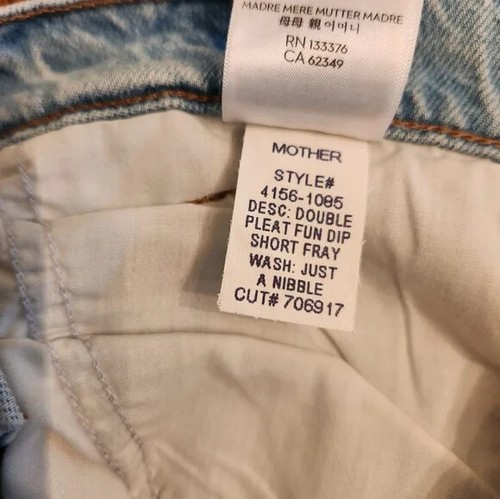 MADRE MERE MUTTER MADRE
母母 親 어머니
RN 133376
CA 62349
MOTHER
STYLE#
4156-1085
DESC: DOUBLE
PLEAT FUN DIP
SHORT FRAY
WASH: JUST
A NIBBLE
CUT# 706917